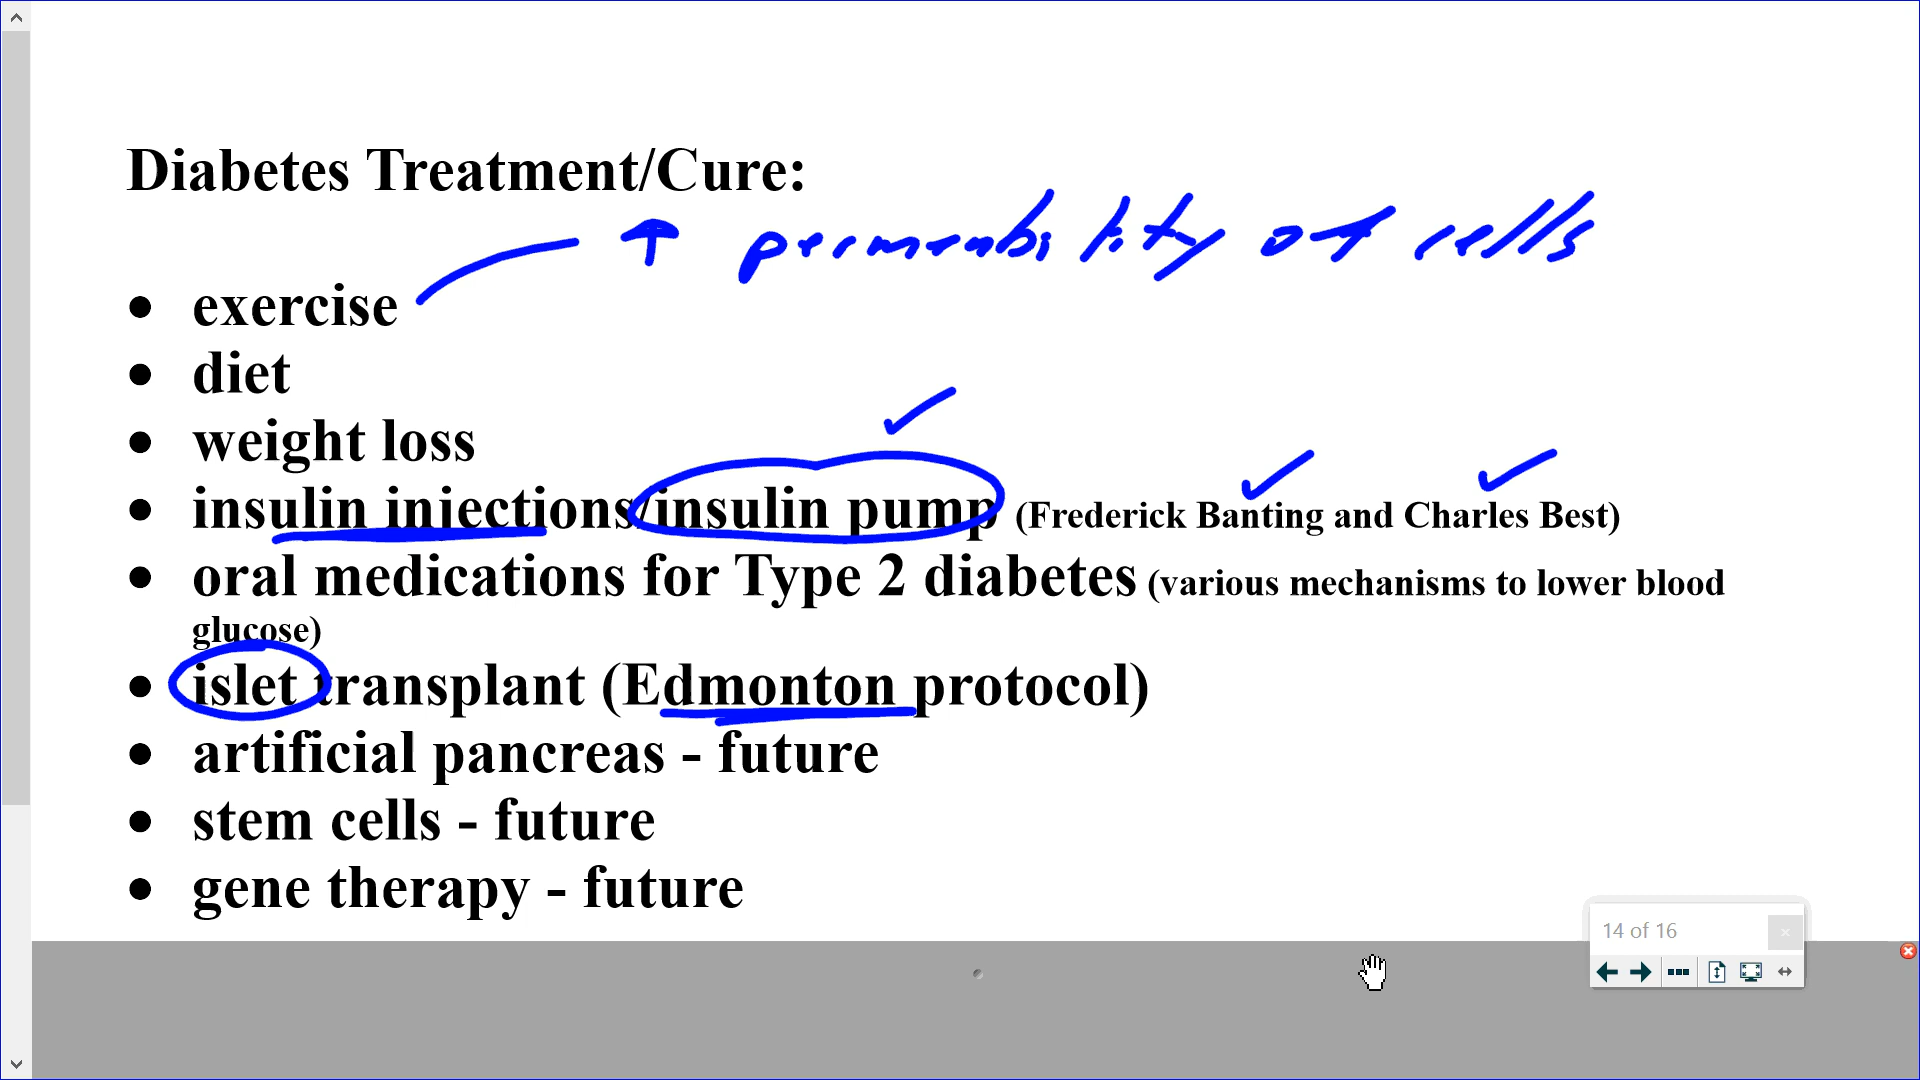 Diabetes Treatment/Cure:
↑ permeability of cells
• exercise
• diet
• weight loss
• insulin injections/insulin pump (Frederick Banting and Charles Best)
• oral medications for Type 2 diabetes (various mechanisms to lower blood
glucose)
• islet transplant (Edmonton protocol)
• artificial pancreas - future
• stem cells - future
• gene therapy - future
14 of 16